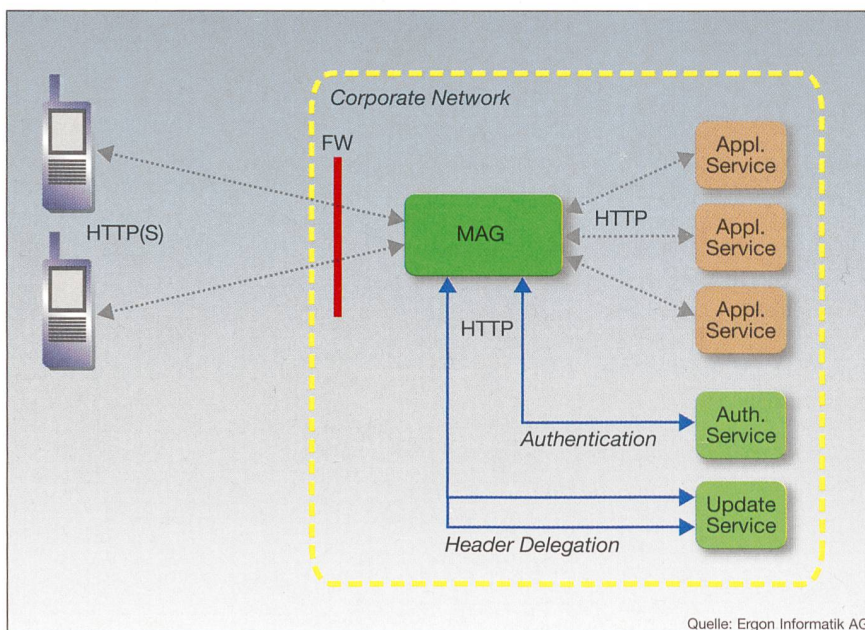 Corporate Network
FW
HTTP(S)
MAG
HTTP
Appl.
Service
Appl.
Service
Appl.
Service
HTTP
Authentication
Auth.
Service
Header Delegation
Update
Service
Quelle: Ergon Informatik AG